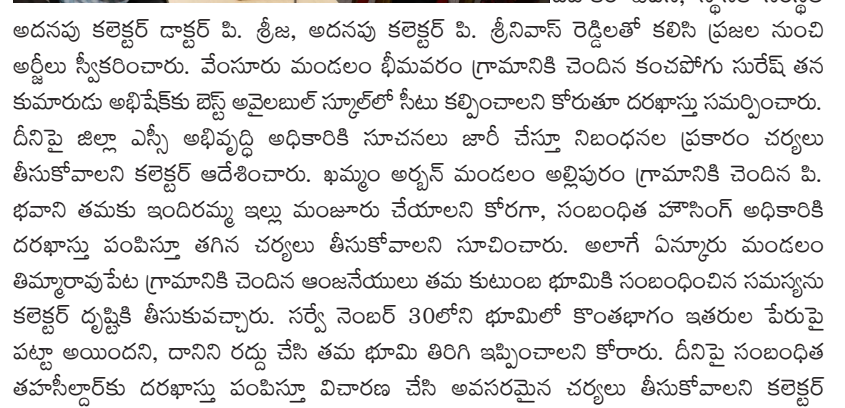 అదనపు కలెక్టర్ డాక్టర్ పి. శ్రీజ, అదనపు కలెక్టర్ పి. శ్రీనివాస్ రెడ్డిలతో కలిసి ప్రజల నుంచి
అర్జీలు స్వీకరించారు. వేంసూరు మండలం భీమవరం గ్రామానికి చెందిన కంచపోగు సురేష్ తన
కుమారుడు అభిషేక్‌కు బెస్ట్ అవైలబుల్ స్కూల్‌లో సీటు కల్పించాలని కోరుతూ దరఖాస్తు సమర్పించారు.
దీనిపై జిల్లా ఎస్సీ అభివృద్ధి అధికారికి సూచనలు జారీ చేస్తూ నిబంధనల ప్రకారం చర్యలు
తీసుకోవాలని కలెక్టర్ ఆదేశించారు. ఖమ్మం అర్బన్ మండలం అల్లిపురం గ్రామానికి చెందిన పి.
భవాని తమకు ఇందిరమ్మ ఇల్లు మంజూరు చేయాలని కోరగా, సంబంధిత హౌసింగ్ అధికారికి
దరఖాస్తు పంపిస్తూ తగిన చర్యలు తీసుకోవాలని సూచించారు. అలాగే ఏన్కూరు మండలం
తిమ్మారావుపేట గ్రామానికి చెందిన ఆంజనేయులు తమ కుటుంబ భూమికి సంబంధించిన సమస్యను
కలెక్టర్ దృష్టికి తీసుకువచ్చారు. సర్వే నెంబర్ 30లోని భూమిలో కొంతభాగం ఇతరుల పేరుపై
పట్టా అయిందని, దానిని రద్దు చేసి తమ భూమి తిరిగి ఇప్పించాలని కోరారు. దీనిపై సంబంధిత
తహసీల్దార్‌కు దరఖాస్తు పంపిస్తూ విచారణ చేసి అవసరమైన చర్యలు తీసుకోవాలని కలెక్టర్